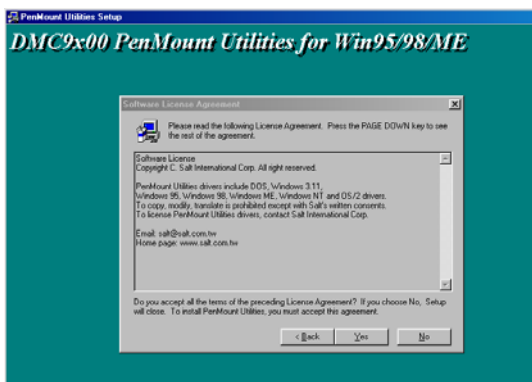 PenMount Utilities Setup
DMC9x00 PenMount Utilities for Win95/98/ME
Software License Agreement
Please read the following License Agreement. Press the PAGE DOWN key to see
the rest of the agreement.
Software License
Copyright C. Salt International Corp. All right reserved.
PenMount Utilities drivers include DOS, Windows 3.11,
Windows 95, Windows 98, Windows ME, Windows NT and OS/2 drivers.
To copy, modify, translate is prohibited except with Salt's written consents.
To license PenMount Utilities drivers, contact Salt International Corp.
Email: salt@salt.com.tw
Home page: www.salt.com.tw
Do you accept all the terms of the preceding License Agreement? If you choose No, Setup
will close. To install PenMount Utilities, you must accept this agreement.
< Back Yes No